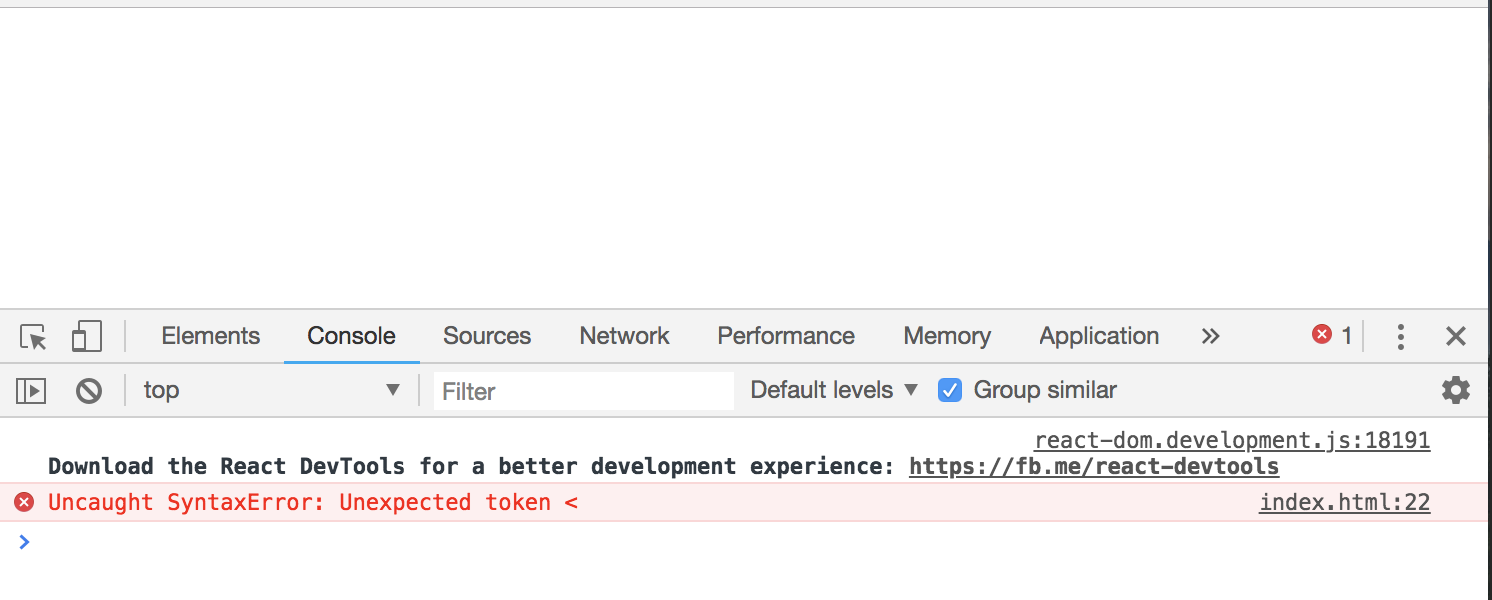 Elements Console Sources Network Performance Memory Application 1
top Filter Default levels Group similar
react-dom.development.js:18191
Download the React DevTools for a better development experience: https://fb.me/react-devtools
Uncaught SyntaxError: Unexpected token < index.html:22